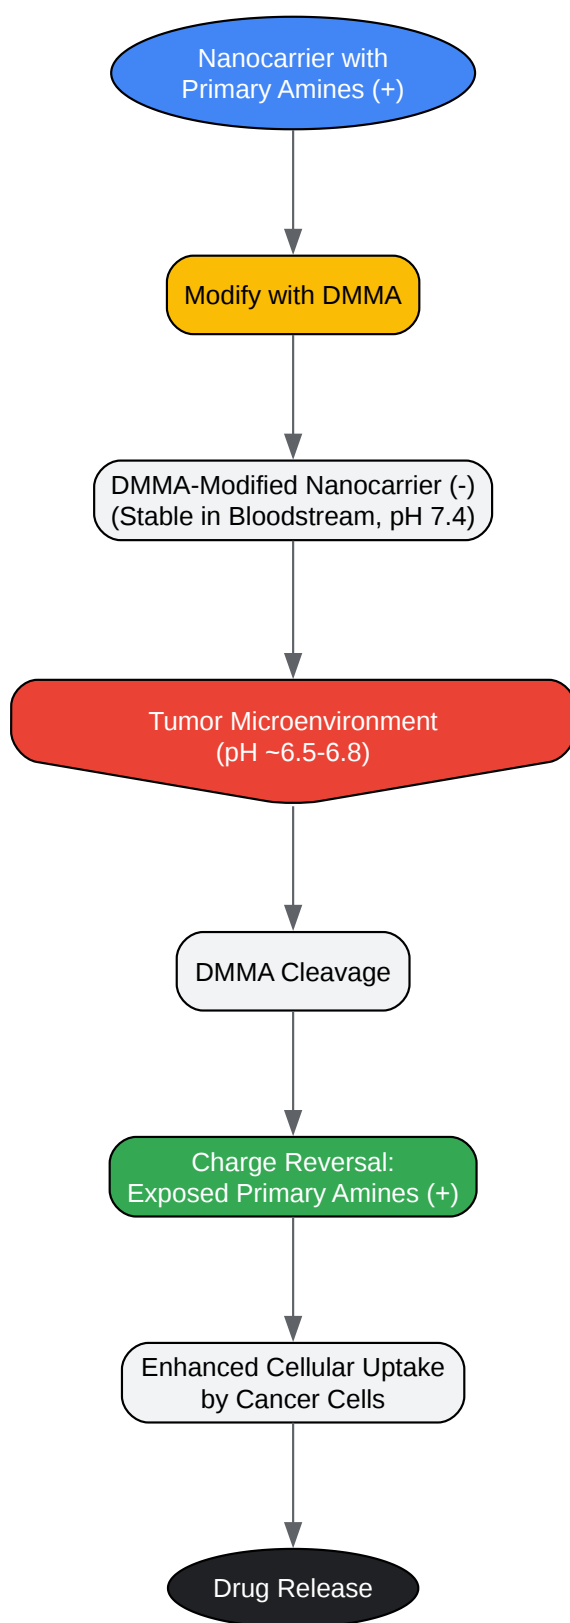 Nanocarrier with
Primary Amines (+)
Modify with DMMA
DMMA-Modified Nanocarrier (-)
(Stable in Bloodstream, pH 7.4)
Tumor Microenvironment
(pH ~6.5-6.8)
DMMA Cleavage
Charge Reversal:
Exposed Primary Amines (+)
Enhanced Cellular Uptake
by Cancer Cells
Drug Release